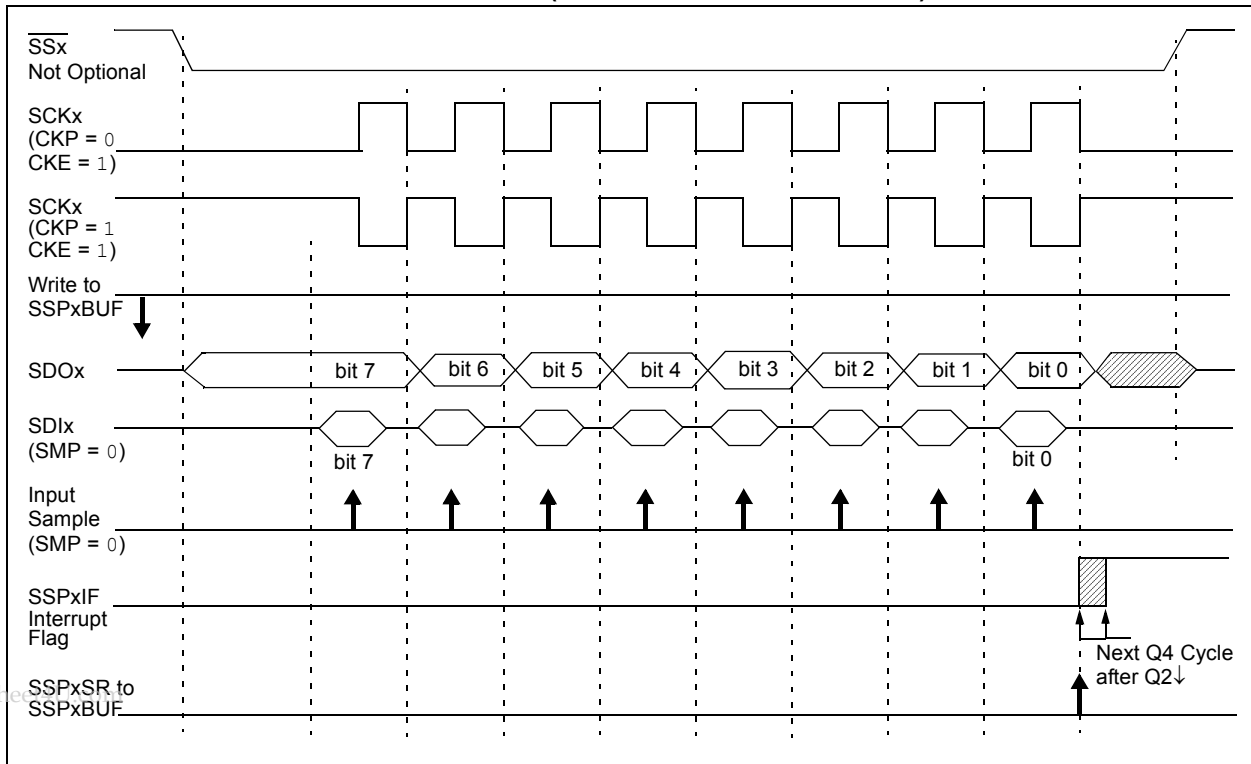 SSx
Not Optional
SCKx
(CKP = 0
CKE = 1)
SCKx
(CKP = 1
CKE = 1)
Write to
SSPxBUF
SDOx
bit 7 bit 6 bit 5 bit 4 bit 3 bit 2 bit 1 bit 0
SDIx
(SMP = 0)
bit 7 bit 0
Input
Sample
(SMP = 0)
SSPxIF
Interrupt
Flag
Next Q4 Cycle
after Q2↓
SSPxSR to
SSPxBUF